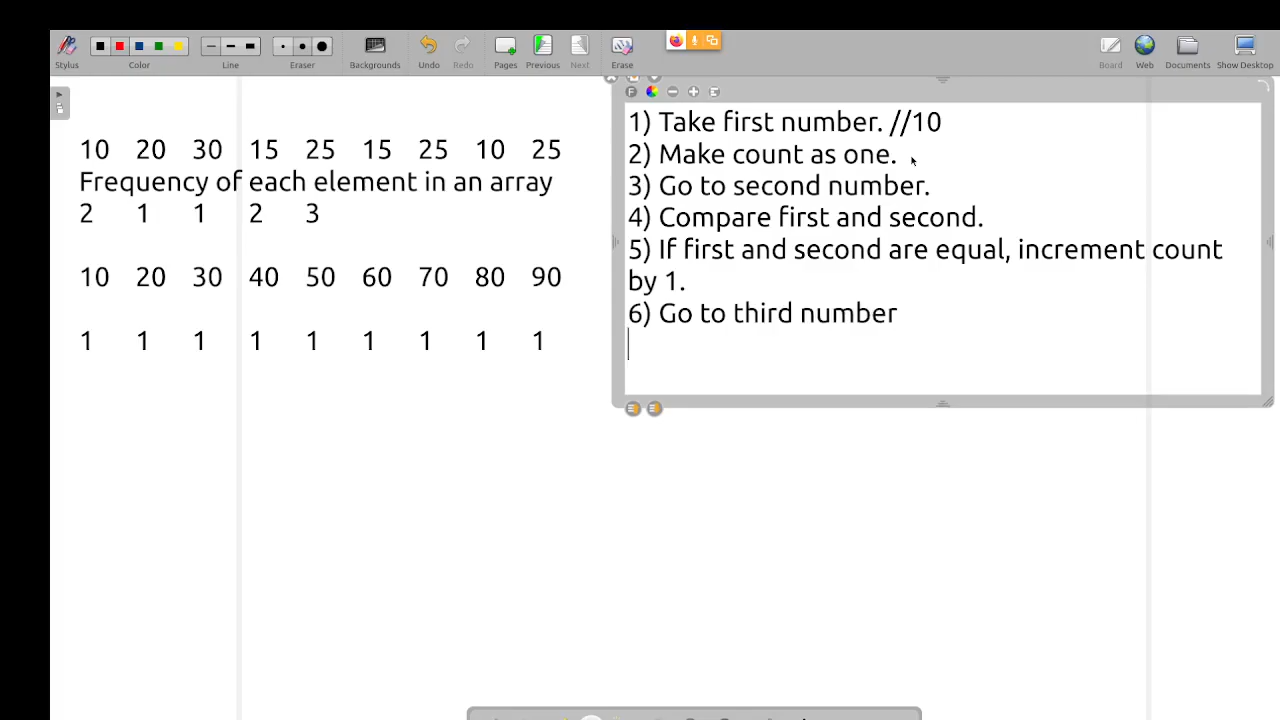 Stylus
Color
Line
Eraser
Backgrounds
Undo
Redo
Pages
Previous
Next
Erase
Board
Web
Documents
Show Desktop
10 20 30 15 25 15 25 10 25
Frequency of each element in an array
2 1 1 2 3
10 20 30 40 50 60 70 80 90
1 1 1 1 1 1 1 1 1
F
1) Take first number. //10
2) Make count as one.
3) Go to second number.
4) Compare first and second.
5) If first and second are equal, increment count
by 1.
6) Go to third number